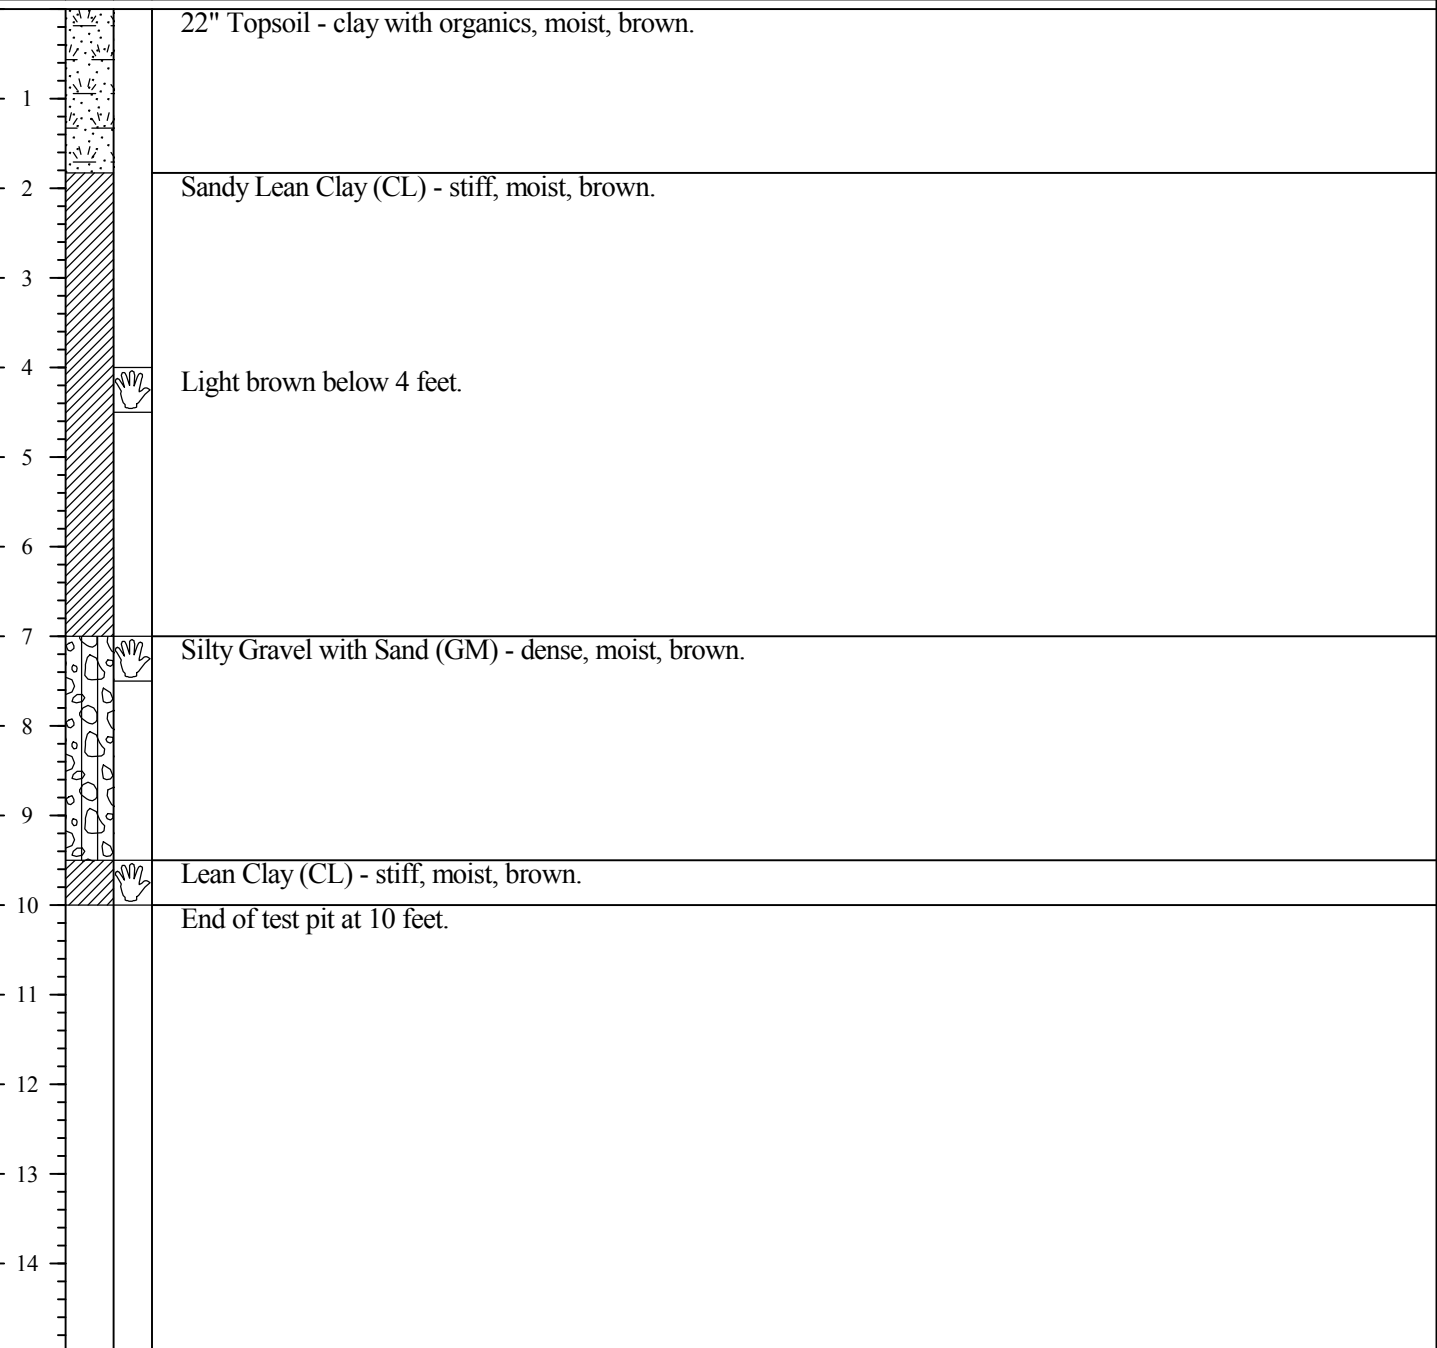 22" Topsoil - clay with organics, moist, brown.
1
2
Sandy Lean Clay (CL) - stiff, moist, brown.
3
4
Light brown below 4 feet.
5
6
7
Silty Gravel with Sand (GM) - dense, moist, brown.
8
9
Lean Clay (CL) - stiff, moist, brown.
10
End of test pit at 10 feet.
11
12
13
14